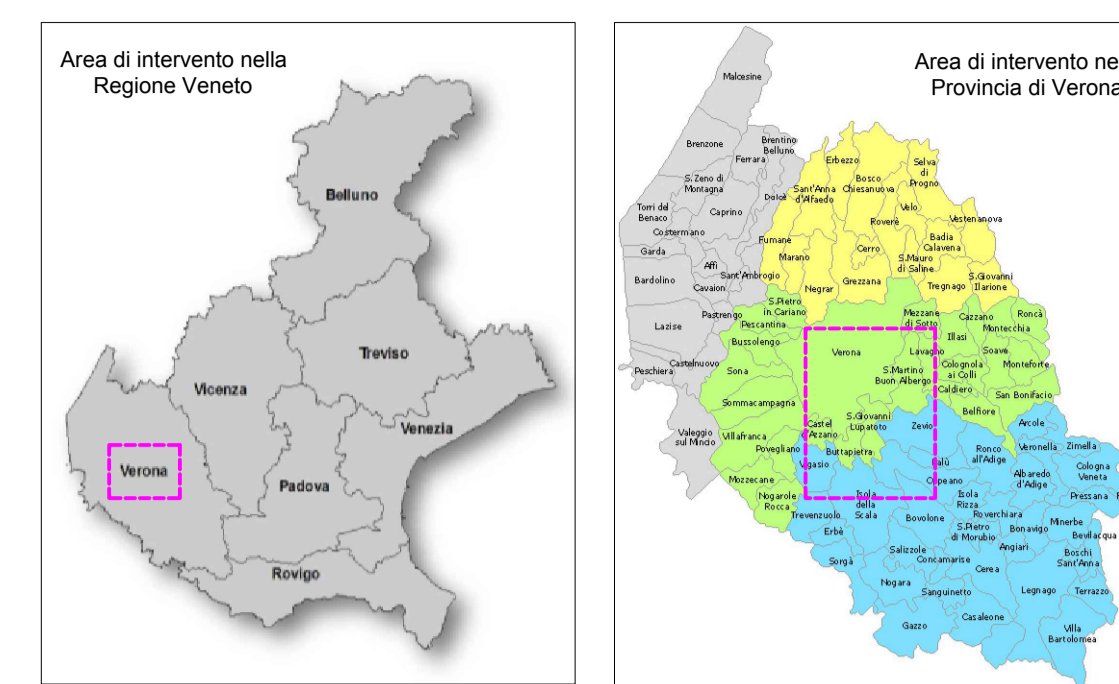 Area di intervento nella
Regione Veneto
Belluno
Treviso
Vicenza
Venezia
Verona
Padova
Rovigo
Area di intervento ne
Provincia di Verona
Malcesine
Brenzone
Brentino
Belluno
Ferrara
S.Zeno di
Montagna
Torri del
Benaco
Caprino
Costermano
Garda
Affi
Bardolino
Cavaion
Sant'Ambrogio
Dolcè
Pastrengo
Lazise
Castelnuovo
Peschiera
Valeggio
sul Mincio
Erbezzo
Selva
di
Progno
Bosco
Chiesanuova
Sant'Anna
d'Alfaedo
Velo
Vestenanova
Roverè
Fumane
Badia
Calavena
Cerro
Marano
S.Mauro
di Saline
S.Giovanni
Ilarione
Negrar
Grezzana
Tregnago
S.Pietro
in Cariano
Pescantina
Mezzane
di Sotto
Cazzano
Roncà
Montecchia
Illasi
Bussolengo
Verona
Lavagno
Soave
Sona
S.Martino
Buon Albergo
Colognola
ai Colli
Monteforte
Caldiero
San Bonifacio
Sommacampagna
Belfiore
Castel
d'Azzano
S.Giovanni
Lupatoto
Zevio
Arcole
Villafranca
Povegliano
Buttapietra
Ronco
all'Adige
Veronella
Zimella
Vigasio
Palù
Mozzecane
Oppeano
Albaredo
d'Adige
Cologna
Veneta
Nogarole
Rocca
Isola
della
Scala
Isola
Rizza
Pressana
Trevenzuolo
Bovolone
Roverchiara
Erbè
S.Pietro
di Morubio
Bonavigo
Minerbe
Bevilacqua
Angiari
Sorgà
Salizzole
Concamarise
Cerea
Boschi
Sant'Anna
Nogara
Sanguinetto
Legnago
Terrazzo
Gazzo
Casaleone
Villa
Bartolomea